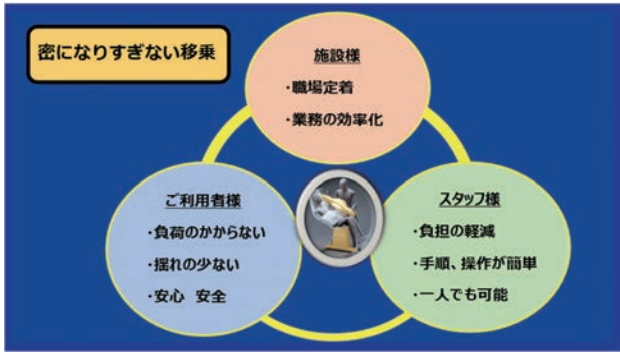 密になりすぎない移乗
施設様
・職場定着
・業務の効率化
ご利用者様
・負荷のかからない
・揺れの少ない
・安心 安全
スタッフ様
・負担の軽減
・手順、操作が簡単
・一人でも可能